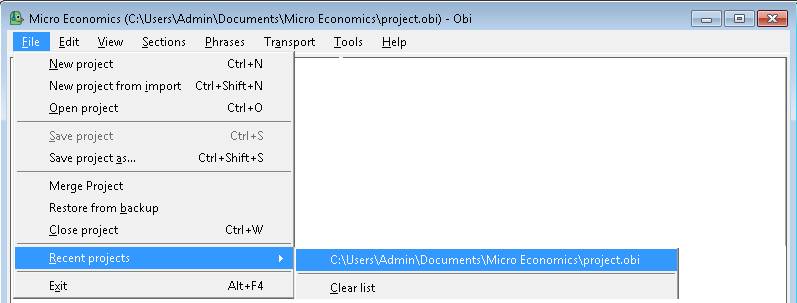 Micro Economics (C:\Users\Admin\Documents\Micro Economics\project.obi) - Obi
File Edit View Sections Phrases Transport Tools Help
New project Ctrl+N
New project from import Ctrl+Shift+N
Open project Ctrl+O
Save project Ctrl+S
Save project as... Ctrl+Shift+S
Merge Project
Restore from backup
Close project Ctrl+W
Recent projects
C:\Users\Admin\Documents\Micro Economics\project.obi
Exit Alt+F4
Clear list